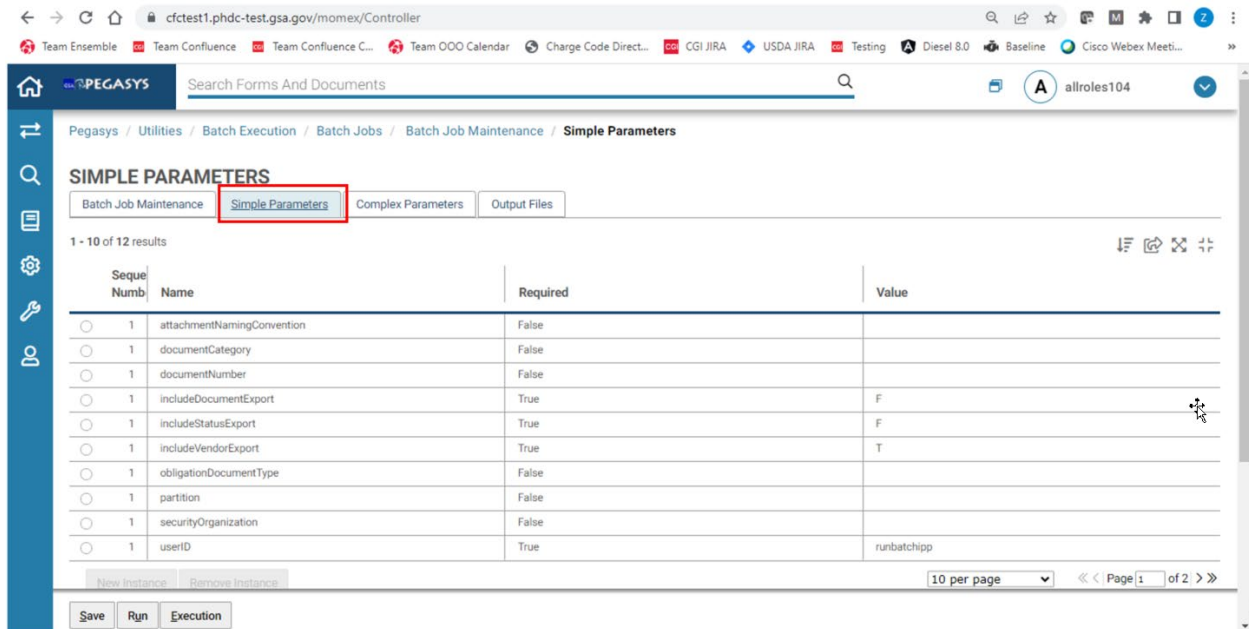 cfctest1.phdc-test.gsa.gov/momex/Controller
Team Ensemble Team Confluence Team Confluence C... Team OOO Calendar Charge Code Direct... CGI JIRA USDA JIRA Testing Diesel 8.0 Baseline Cisco Webex Meeti... »
PEGASYS Search Forms And Documents A allroles104
Pegasys / Utilities / Batch Execution / Batch Jobs / Batch Job Maintenance / Simple Parameters
SIMPLE PARAMETERS
Batch Job Maintenance Simple Parameters Complex Parameters Output Files
1 - 10 of 12 results
Seque
Numb Name Required Value
1 attachmentNamingConvention False
1 documentCategory False
1 documentNumber False
1 includeDocumentExport True F
1 includeStatusExport True F
1 includeVendorExport True T
1 obligationDocumentType False
1 partition False
1 securityOrganization False
1 userID True runbatchipp
New Instance Remove Instance 10 per page Page 1 of 2
Save Run Execution